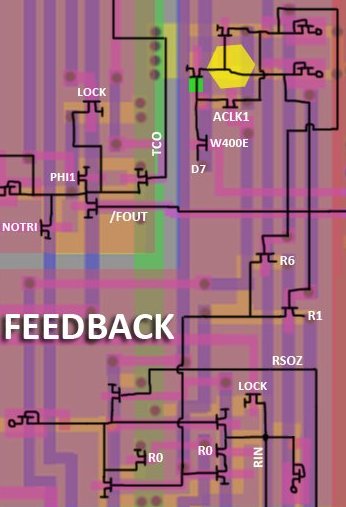 LOCK
ACLK1
TCO
W400E
D7
PHI1
/FOUT
NOTRI
R6
R1
FEEDBACK
RSOZ
LOCK
R0
R0
RIN